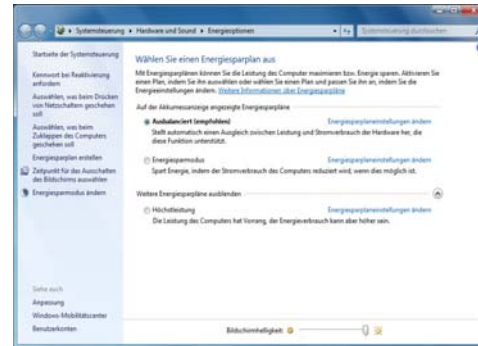 Systemsteuerung ▸ Hardware und Sound ▸ Energieoptionen
Systemsteuerung durchsuchen
Startseite der Systemsteuerung
Kennwort bei Reaktivierung
anfordern
Auswählen, was beim Drücken
von Netzschaltern geschehen
soll
Auswählen, was beim
Zuklappen des Computers
geschehen soll
Energiesparplan erstellen
Zeitpunkt für das Ausschalten
des Bildschirms auswählen
Energiesparmodus ändern
Siehe auch
Anpassung
Windows-Mobilitätscenter
Benutzerkonten
Wählen Sie einen Energiesparplan aus
Mit Energiesparplänen können Sie die Leistung des Computer maximieren bzw. Energie sparen. Aktivieren Sie
einen Plan, indem Sie ihn auswählen oder wählen Sie einen Plan und passen Sie ihn an, indem Sie die
Energieeinstellungen ändern. Weitere Informationen über Energiesparpläne
Auf der Akkumessanzeige angezeigte Energiesparpläne
Ausbalanciert (empfohlen) Energiesparplaneinstellungen ändern
Stellt automatisch einen Ausgleich zwischen Leistung und Stromverbrauch der Hardware her, die
diese Funktion unterstützt.
Energiesparmodus Energiesparplaneinstellungen ändern
Spart Energie, indem der Stromverbrauch des Computers reduziert wird, wenn dies möglich ist.
Weitere Energiesparpläne ausblenden
Höchstleistung Energiesparplaneinstellungen ändern
Die Leistung des Computers hat Vorrang, der Energieverbrauch kann aber höher sein.
Bildschirmhelligkeit: